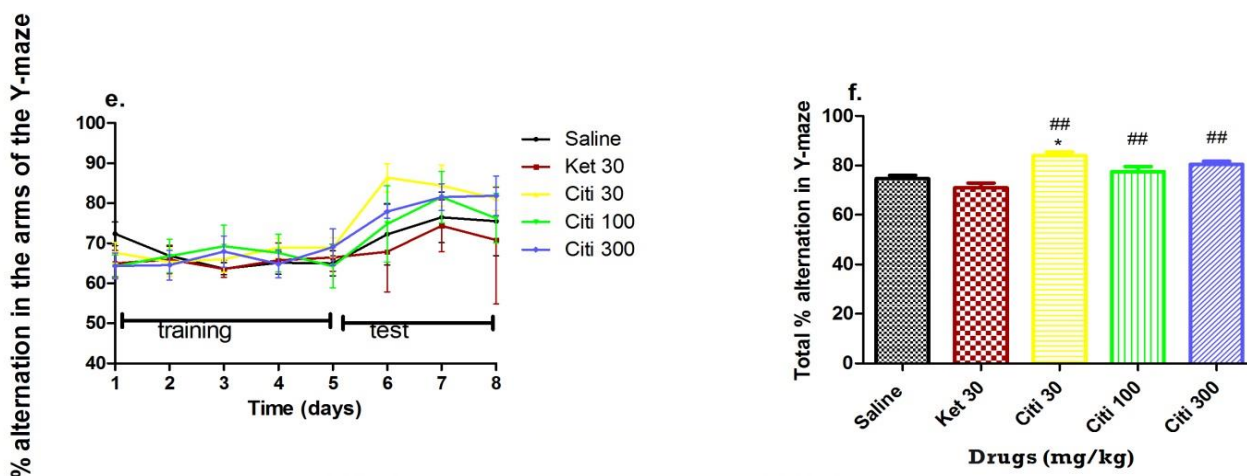 % alternation in the arms of the Y-maze
e.
100
90
80
70
60
50
40
training
test
1 2 3 4 5 6 7 8
Time (days)
Saline
Ket 30
Citi 30
Citi 100
Citi 300
f.
Total % alternation in Y-maze
100
80
60
40
20
0
##
*
##
##
Saline
Ket 30
Citi 30
Citi 100
Citi 300
Drugs (mg/kg)